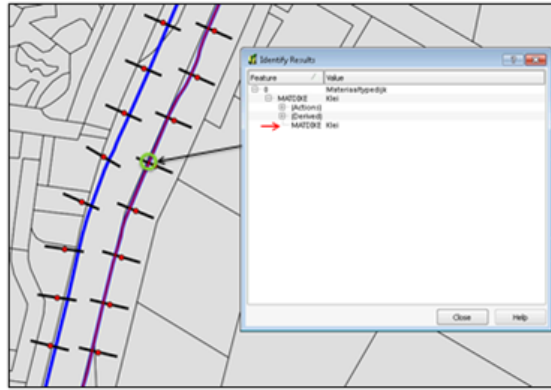 Identify Results
Feature Value
0 Materiaaltypedijk
MATDIKE Klei
(Actions)
(Derived)
MATDIKE Klei
Close Help